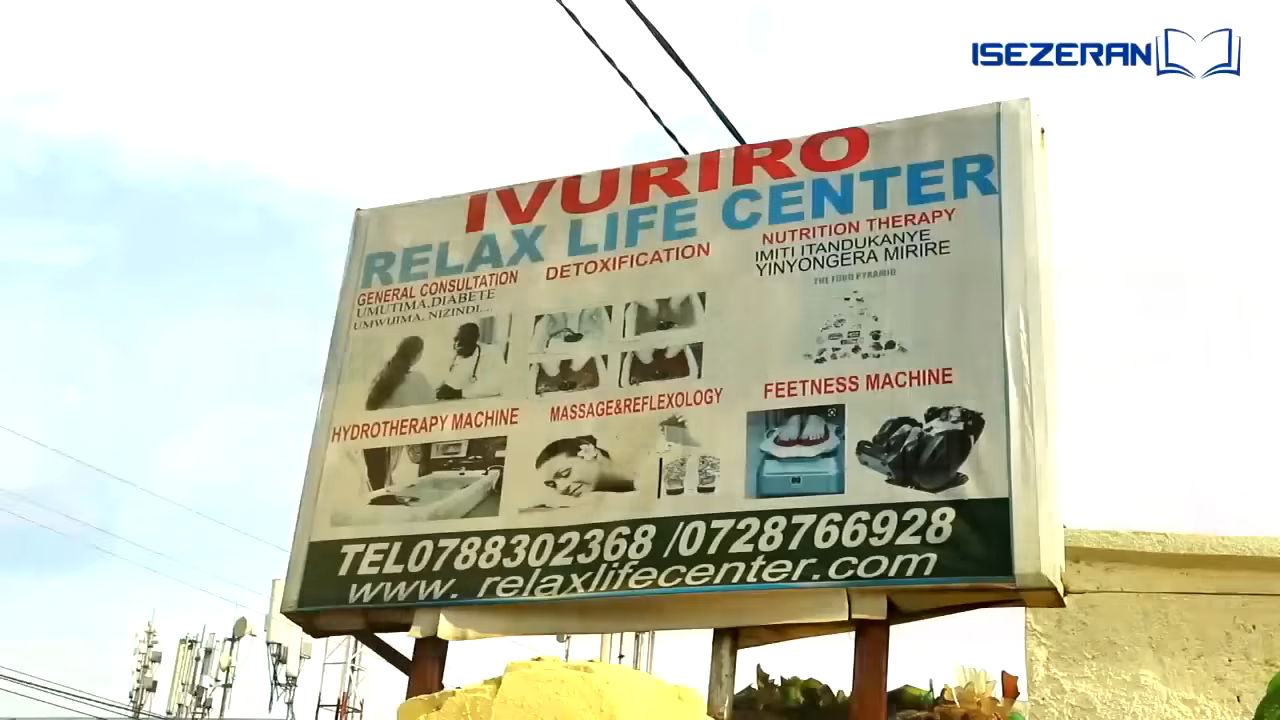 ISEZERAN
IVURIRO
RELAX LIFE CENTER
GENERAL CONSULTATION
UMUTIMA,DIABETE
UMWIJIMA, NIZINDI...
DETOXIFICATION
NUTRITION THERAPY
IMITI ITANDUKANYE
YINYONGERA MIRIRE
THE FOOD PYRAMID
HYDROTHERAPY MACHINE
MASSAGE&REFLEXOLOGY
FEETNESS MACHINE
TEL0788302368 /0728766928
www. relaxlifecenter.com